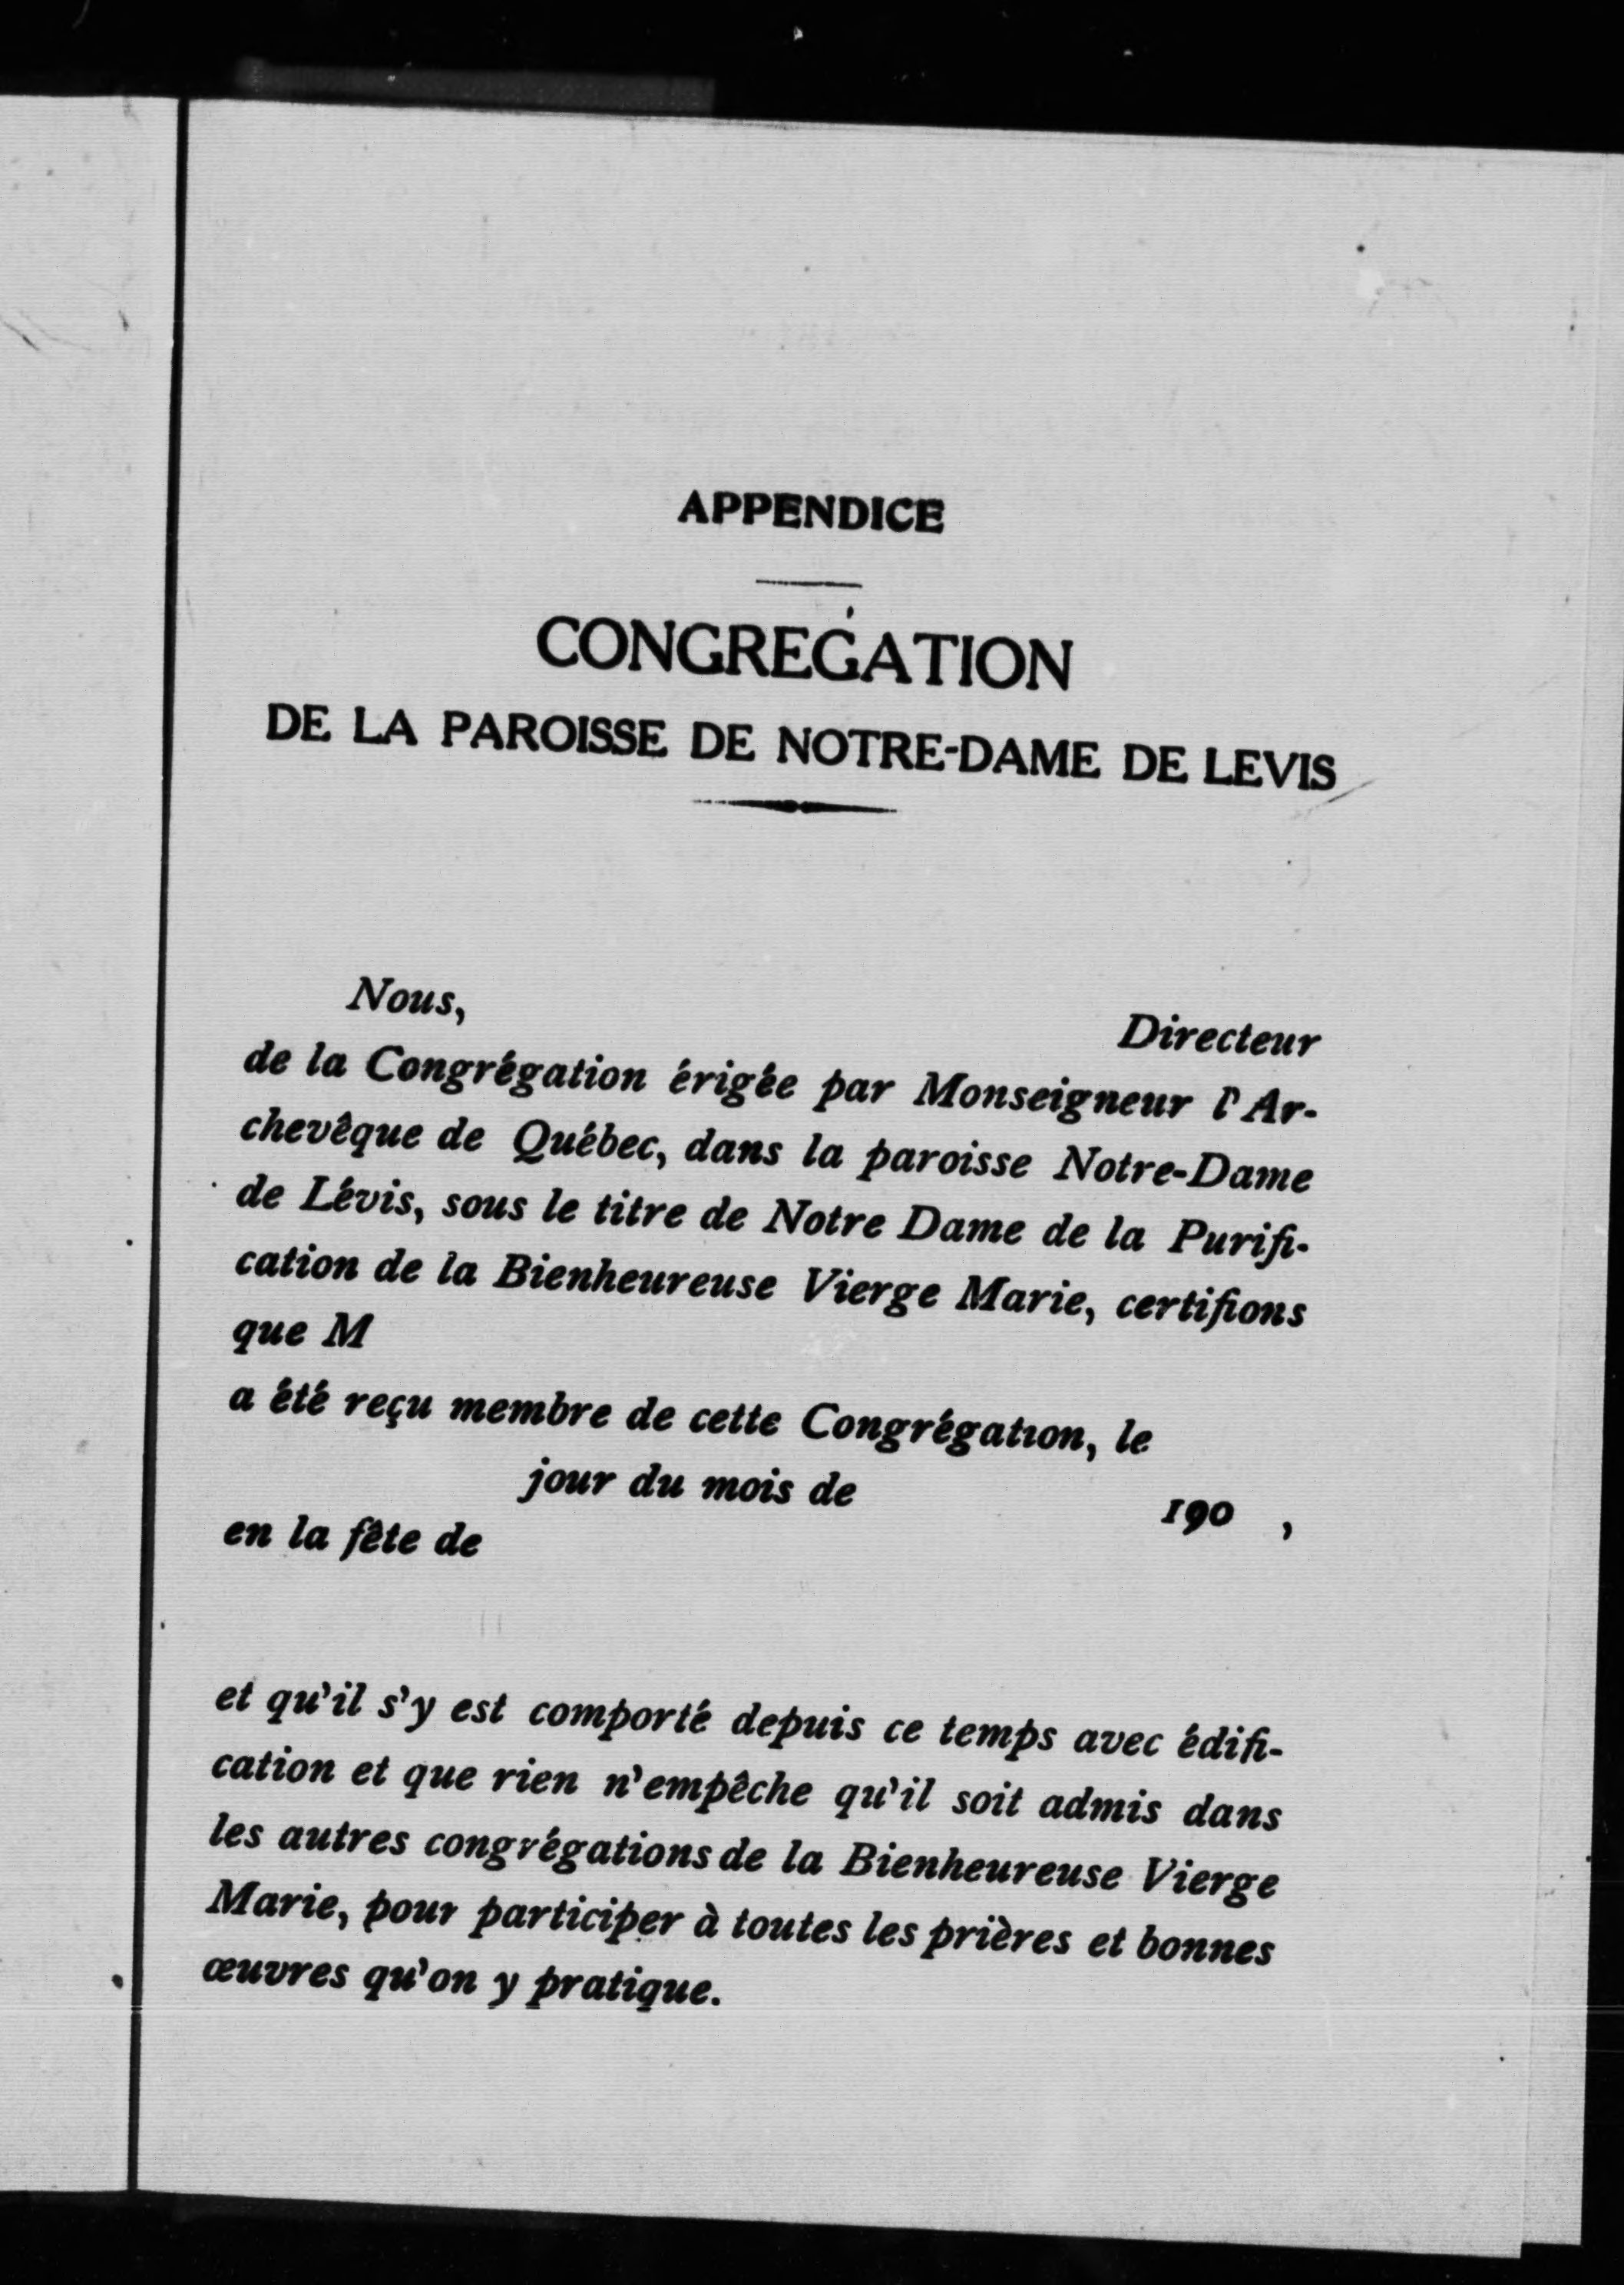 APPENDICE
CONGRÉGATION
DE LA PAROISSE DE NOTRE-DAME DE LEVIS
Nous, Directeur
de la Congrégation érigée par Monseigneur l'Ar-
chevêque de Québec, dans la paroisse Notre-Dame
de Lévis, sous le titre de Notre Dame de la Purifi-
cation de la Bienheureuse Vierge Marie, certifions
que M
a été reçu membre de cette Congrégation, le
jour du mois de 190 ,
en la fête de
et qu'il s'y est comporté depuis ce temps avec édifi-
cation et que rien n'empêche qu'il soit admis dans
les autres congrégations de la Bienheureuse Vierge
Marie, pour participer à toutes les prières et bonnes
œuvres qu'on y pratique.